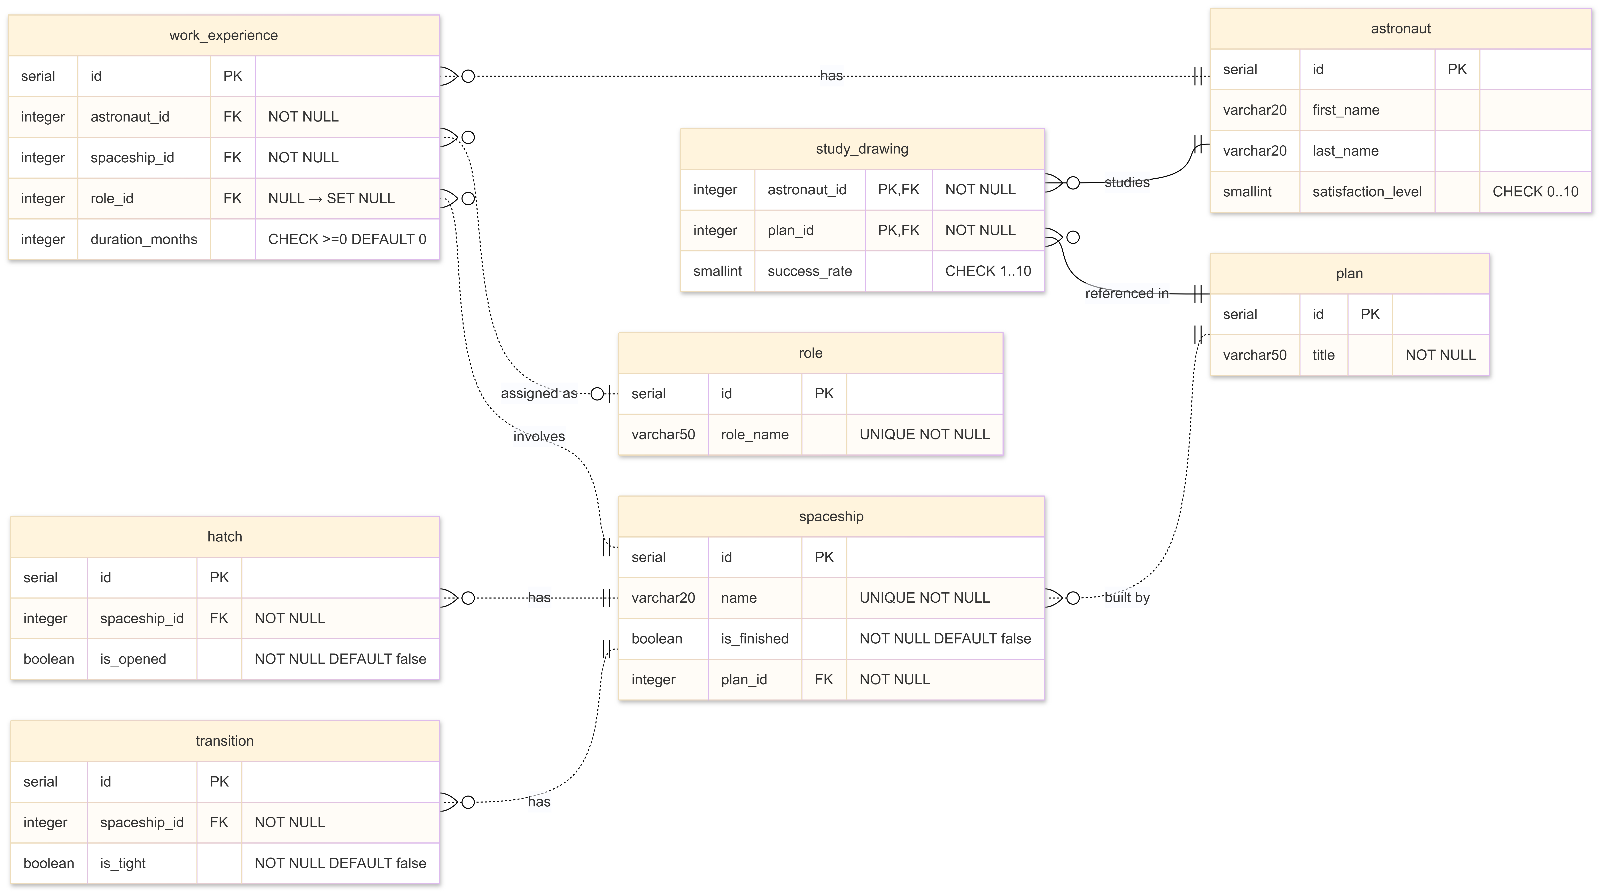 work_experience
serial id PK
integer astronaut_id FK NOT NULL
integer spaceship_id FK NOT NULL
integer role_id FK NULL → SET NULL
integer duration_months CHECK >=0 DEFAULT 0
has
astronaut
serial id PK
varchar20 first_name
varchar20 last_name
smallint satisfaction_level CHECK 0..10
study_drawing
integer astronaut_id PK,FK NOT NULL
integer plan_id PK,FK NOT NULL
smallint success_rate CHECK 1..10
studies
referenced in
plan
serial id PK
varchar50 title NOT NULL
role
serial id PK
varchar50 role_name UNIQUE NOT NULL
assigned as
involves
spaceship
serial id PK
varchar20 name UNIQUE NOT NULL
boolean is_finished NOT NULL DEFAULT false
integer plan_id FK NOT NULL
built by
hatch
serial id PK
integer spaceship_id FK NOT NULL
boolean is_opened NOT NULL DEFAULT false
has
transition
serial id PK
integer spaceship_id FK NOT NULL
boolean is_tight NOT NULL DEFAULT false
has